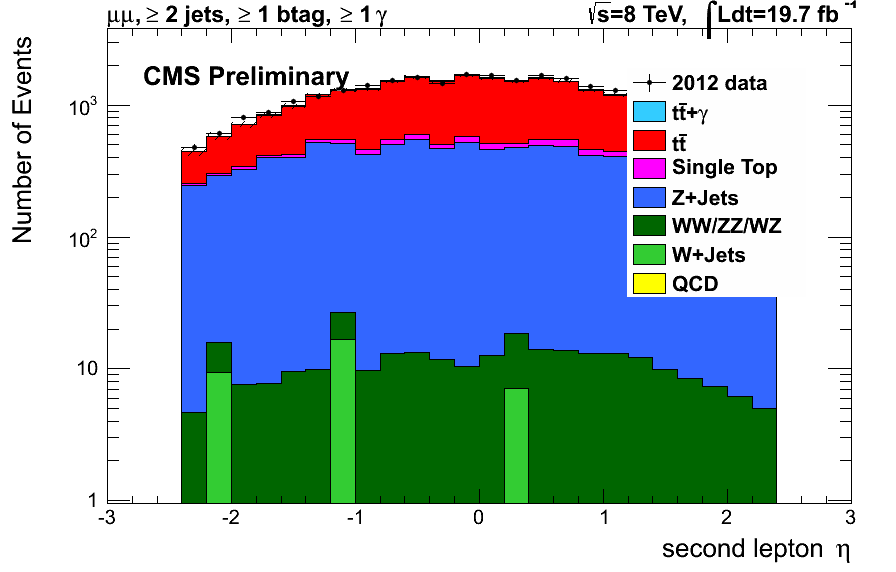 μμ, ≥ 2 jets, ≥ 1 btag, ≥ 1 γ
√s=8 TeV, ∫Ldt=19.7 fb⁻¹
CMS Preliminary
2012 data
tt̄+γ
tt̄
Single Top
Z+Jets
WW/ZZ/WZ
W+Jets
QCD
Number of Events
10³
10²
10
1
-3 -2 -1 0 1 2 3
second lepton η